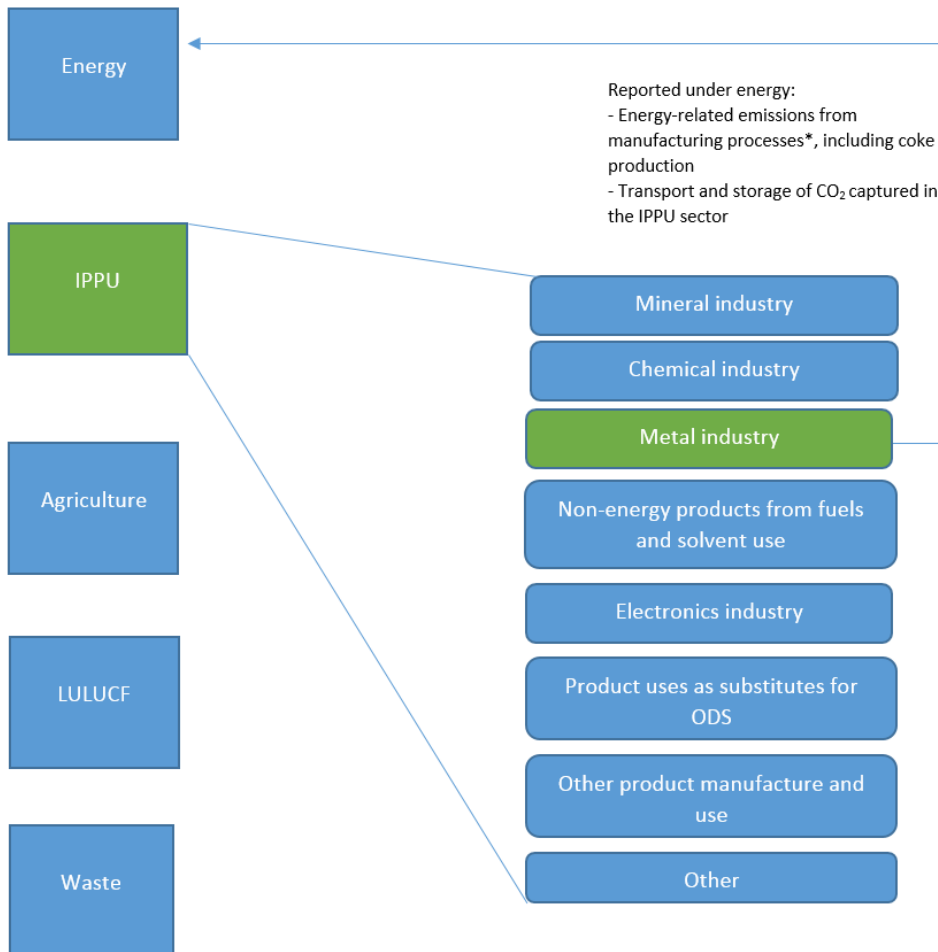 Energy
Reported under energy:
- Energy-related emissions from
manufacturing processes*, including coke
production
- Transport and storage of CO₂ captured in
the IPPU sector
IPPU
Mineral industry
Chemical industry
Metal industry
Agriculture
Non-energy products from fuels
and solvent use
Electronics industry
LULUCF
Product uses as substitutes for
ODS
Other product manufacture and
use
Waste
Other